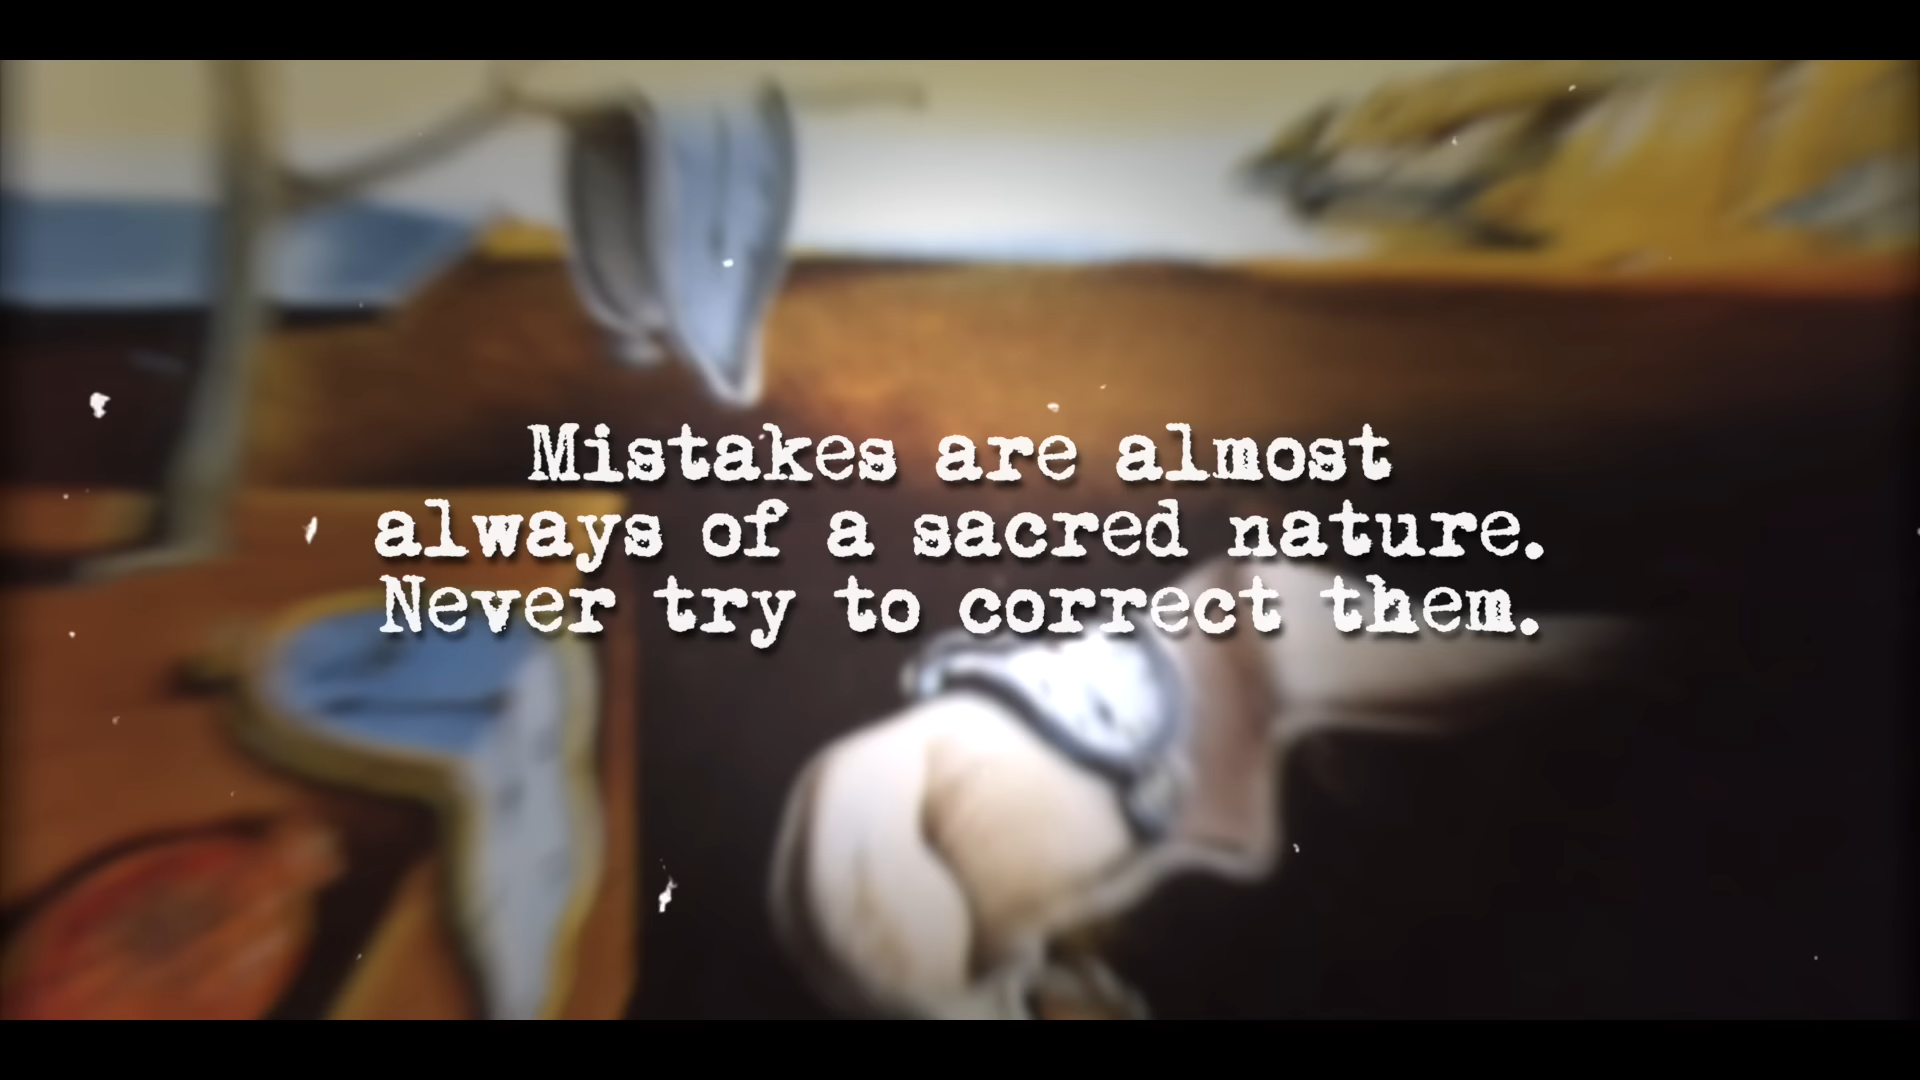 Mistakes are almost
always of a sacred nature.
Never try to correct them.